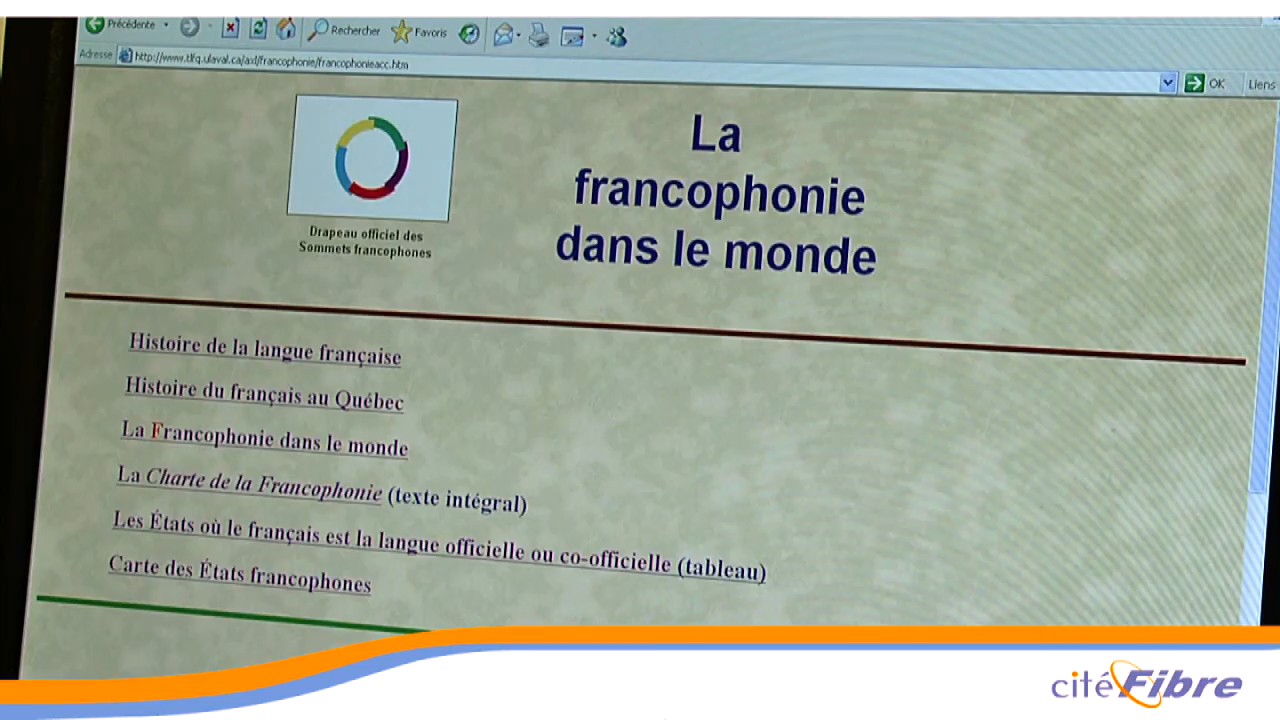 Précédente
Rechercher
Favoris
Adresse
http://www.tlfq.ulaval.ca/axl/francophonie/francophonieacc.htm
OK
Liens
La
francophonie
dans le monde
Drapeau officiel des
Sommets francophones
Histoire de la langue française
Histoire du français au Québec
La Francophonie dans le monde
La Charte de la Francophonie (texte intégral)
Les États où le français est la langue officielle ou co-officielle (tableau)
Carte des États francophones
cité Fibre